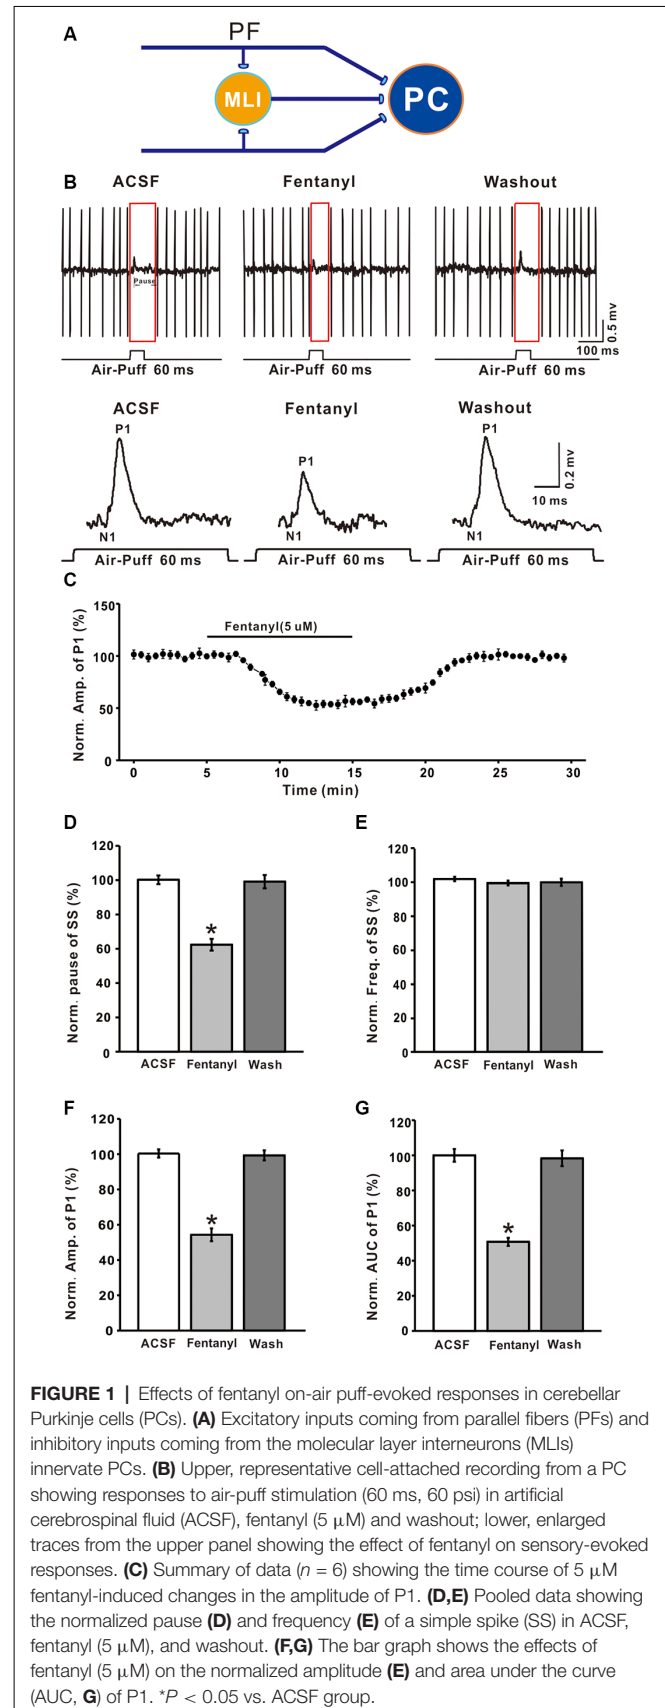 A
PF
MLI
PC
B
ACSF Fentanyl Washout
Pause
0.5 mv
100 ms
Air-Puff 60 ms Air-Puff 60 ms Air-Puff 60 ms
ACSF Fentanyl Washout
P1 P1 P1
0.2 mv
10 ms
N1 N1 N1
Air-Puff 60 ms Air-Puff 60 ms Air-Puff 60 ms
C
Norm. Amp. of P1 (%)
150
100
50
0
Fentanyl(5 uM)
0 5 10 15 20 25 30
Time (min)
D
Norm. pause of SS (%)
120
100
80
60
40
20
0
*
ACSF Fentanyl Wash
E
Norm. Freq. of SS (%)
120
100
80
60
40
20
0
ACSF Fentanyl Wash
F
Norm. Amp. of P1 (%)
120
100
80
60
40
20
0
*
ACSF Fentanyl Wash
G
Norm. AUC of P1 (%)
120
100
80
60
40
20
0
*
ACSF Fentanyl Wash
FIGURE 1 | Effects of fentanyl on-air puff-evoked responses in cerebellar
Purkinje cells (PCs). (A) Excitatory inputs coming from parallel fibers (PFs) and
inhibitory inputs coming from the molecular layer interneurons (MLIs)
innervate PCs. (B) Upper, representative cell-attached recording from a PC
showing responses to air-puff stimulation (60 ms, 60 psi) in artificial
cerebrospinal fluid (ACSF), fentanyl (5 μM) and washout; lower, enlarged
traces from the upper panel showing the effect of fentanyl on sensory-evoked
responses. (C) Summary of data (n = 6) showing the time course of 5 μM
fentanyl-induced changes in the amplitude of P1. (D,E) Pooled data showing
the normalized pause (D) and frequency (E) of a simple spike (SS) in ACSF,
fentanyl (5 μM), and washout. (F,G) The bar graph shows the effects of
fentanyl (5 μM) on the normalized amplitude (E) and area under the curve
(AUC, G) of P1. *P < 0.05 vs. ACSF group.